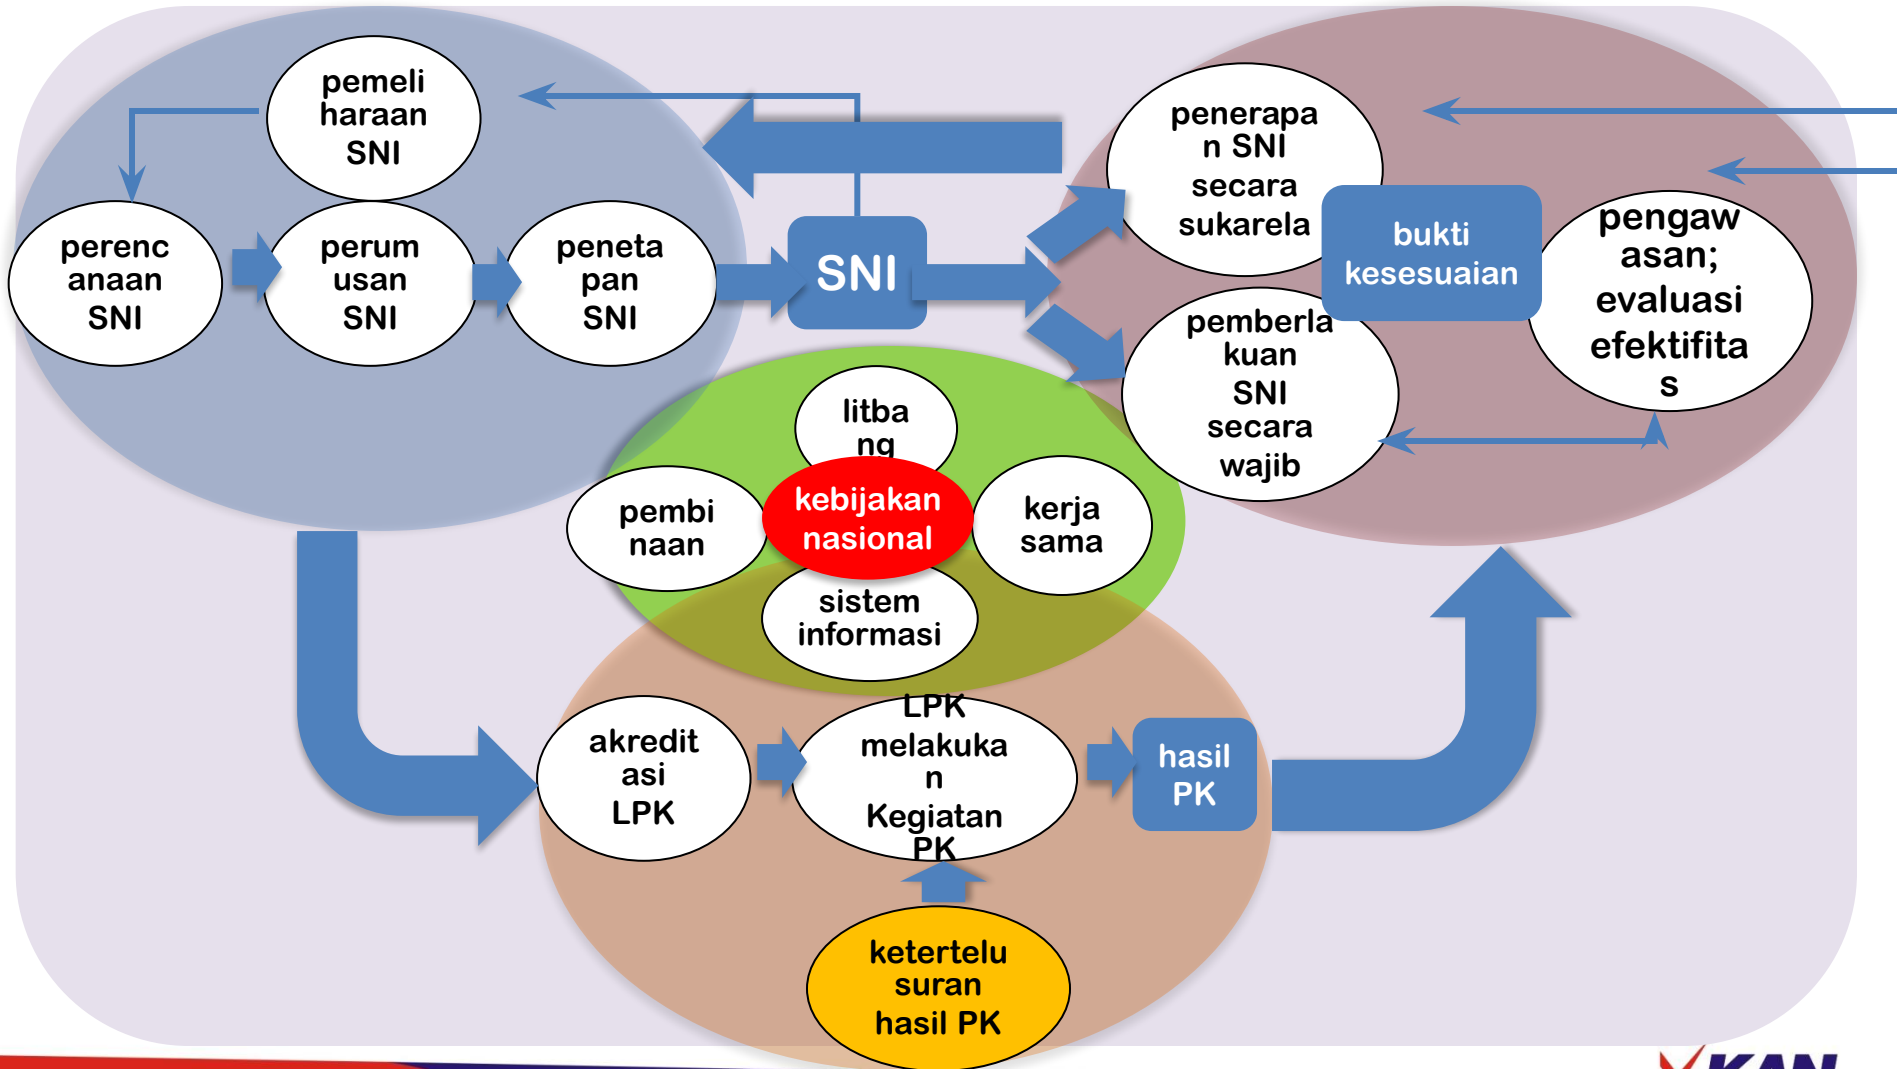 pemeli
haraan
SNI
perenc
anaan
SNI
perum
usan
SNI
peneta
pan
SNI
SNI
penerapa
n SNI
secara
sukarela
bukti
kesesuaian
pengaw
asan;
evaluasi
efektifita
s
pemberla
kuan
SNI
secara
wajib
litba
ng
pembi
naan
kebijakan
nasional
kerja
sama
sistem
informasi
akredit
asi
LPK
LPK
melakuka
n
Kegiatan
PK
hasil
PK
ketertelu
suran
hasil PK
KAN